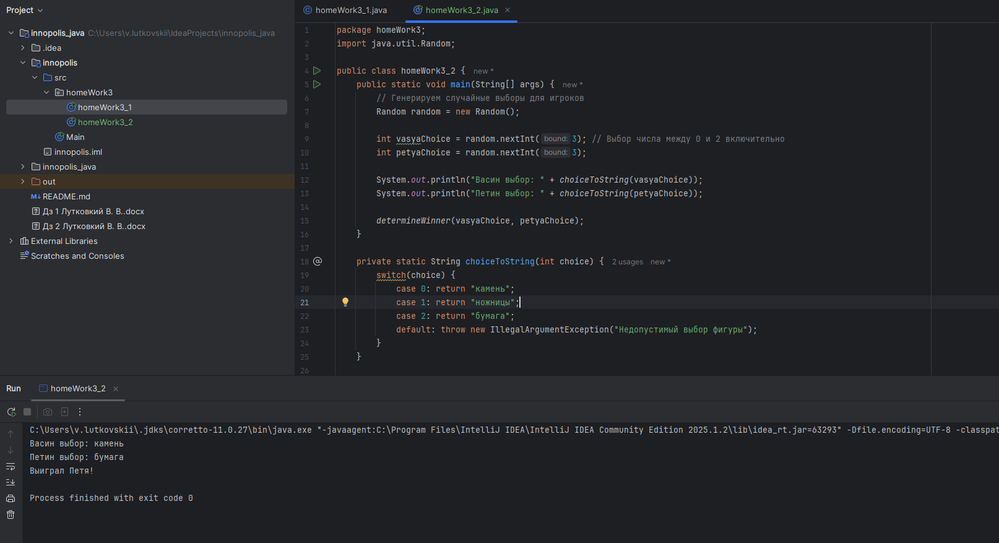 Project
innopolis_java C:\Users\v.lutkovskii\IdeaProjects\innopolis_java
.idea
innopolis
src
homeWork3
homeWork3_1
homeWork3_2
Main
innopolis.iml
innopolis_java
out
README.md
Дз 1 Лутковкий В. В..docx
Дз 2 Лутковкий В. В..docx
External Libraries
Scratches and Consoles
homeWork3_1.java
homeWork3_2.java
1 package homeWork3;
2 import java.util.Random;
3
4 public class homeWork3_2 { new *
5 public static void main(String[] args) { new *
6 // Генерируем случайные выборы для игроков
7 Random random = new Random();
8
9 int vasyaChoice = random.nextInt( bound: 3); // Выбор числа между 0 и 2 включительно
10 int petyaChoice = random.nextInt( bound: 3);
11
12 System.out.println("Васин выбор: " + choiceToString(vasyaChoice));
13 System.out.println("Петин выбор: " + choiceToString(petyaChoice));
14
15 determineWinner(vasyaChoice, petyaChoice);
16 }
17
18 private static String choiceToString(int choice) { 2 usages new *
19 switch(choice) {
20 case 0: return "камень";
21 case 1: return "ножницы";
22 case 2: return "бумага";
23 default: throw new IllegalArgumentException("Недопустимый выбор фигуры");
24 }
25 }
26
Run homeWork3_2
C:\Users\v.lutkovskii\.jdks\corretto-11.0.27\bin\java.exe "-javaagent:C:\Program Files\IntelliJ IDEA\IntelliJ IDEA Community Edition 2025.1.2\lib\idea_rt.jar=63293" -Dfile.encoding=UTF-8 -classpat
Васин выбор: камень
Петин выбор: бумага
Выиграл Петя!
Process finished with exit code 0